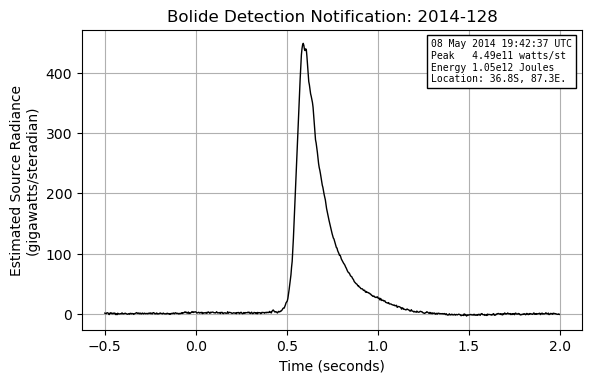 Bolide Detection Notification: 2014-128
08 May 2014 19:42:37 UTC
Peak   4.49e11 watts/st
Energy 1.05e12 Joules
Location: 36.8S, 87.3E.
Estimated Source Radiance
(gigawatts/steradian)
400
300
200
100
0
−0.5
0.0
0.5
1.0
1.5
2.0
Time (seconds)